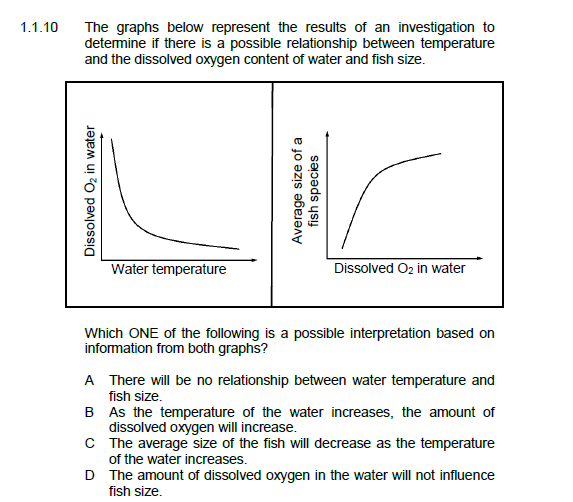 1.1.10 The graphs below represent the results of an investigation to
determine if there is a possible relationship between temperature
and the dissolved oxygen content of water and fish size.
Dissolved O₂ in water
Water temperature
Average size of a
fish species
Dissolved O₂ in water
Which ONE of the following is a possible interpretation based on
information from both graphs?
A There will be no relationship between water temperature and
fish size.
B As the temperature of the water increases, the amount of
dissolved oxygen will increase.
C The average size of the fish will decrease as the temperature
of the water increases.
D The amount of dissolved oxygen in the water will not influence
fish size.